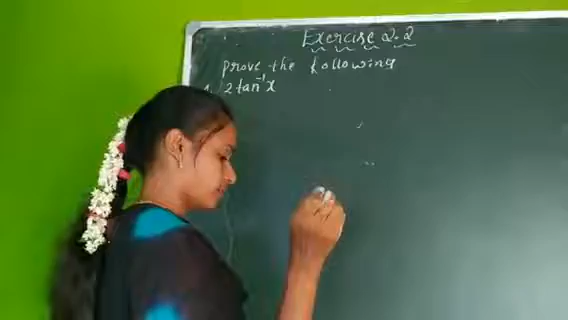 Exercise 2.2
Prove the following
1. 2tan⁻¹x